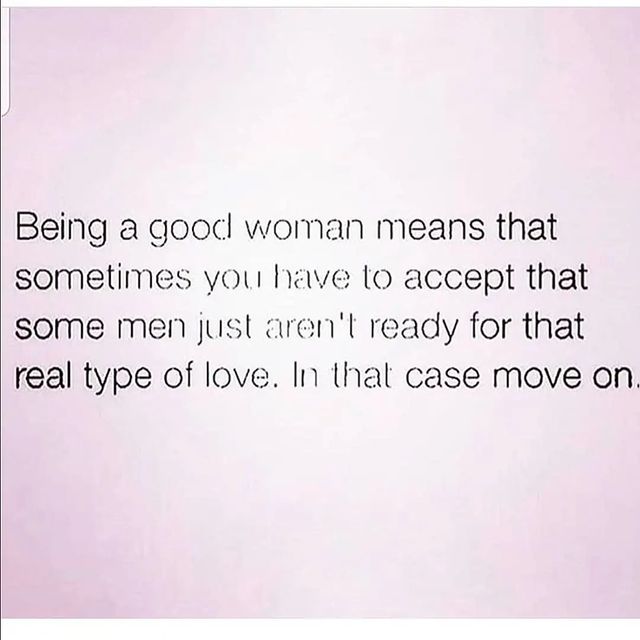 Being a good woman means that
sometimes you have to accept that
some men just aren't ready for that
real type of love. In that case move on.